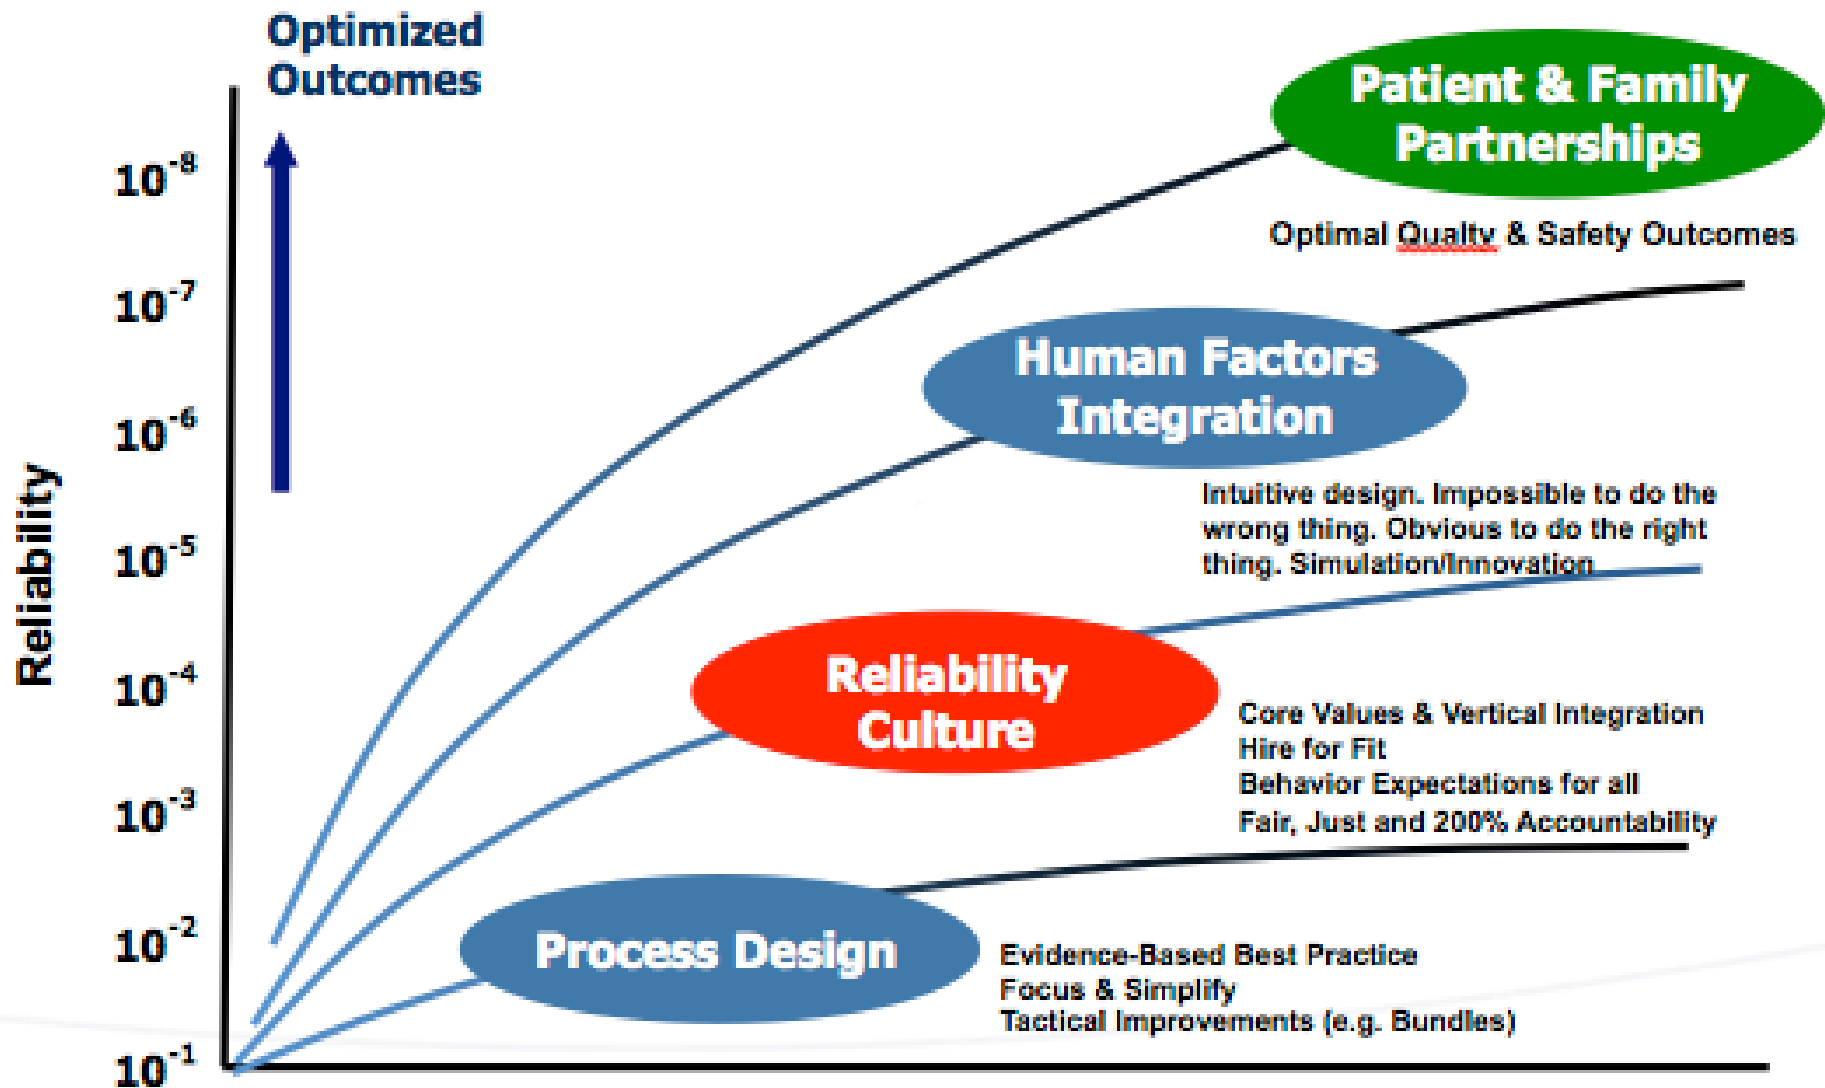 Optimized
Outcomes
Patient & Family
Partnerships
Optimal Qualty & Safety Outcomes
Human Factors
Integration
Intuitive design. Impossible to do the
wrong thing. Obvious to do the right
thing. Simulation/Innovation
Reliability
Culture
Core Values & Vertical Integration
Hire for Fit
Behavior Expectations for all
Fair, Just and 200% Accountability
Process Design
Evidence-Based Best Practice
Focus & Simplify
Tactical Improvements (e.g. Bundles)
Reliability
10⁻⁸
10⁻⁷
10⁻⁶
10⁻⁵
10⁻⁴
10⁻³
10⁻²
10⁻¹